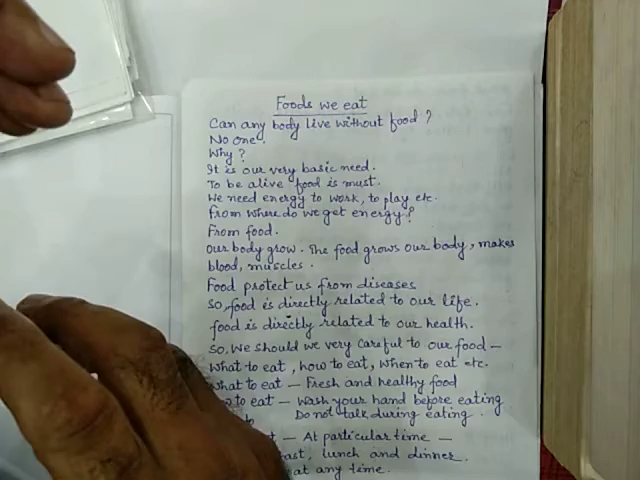 Foods we eat
Can any body live without food ?
No one.
Why ?
It is our very basic need.
To be alive food is must.
We need energy to work, to play etc.
From where do we get energy?
From food.
Our body grow. The food grows our body, makes
blood, muscles.
Food protect us from diseases
So, food is directly related to our life.
food is directly related to our health.
So, We should we very careful to our food —
What to eat, how to eat, when to eat etc.
What to eat — Fresh and healthy food
to eat — Wash your hand before eating
Do not talk during eating.
— At particular time —
lunch and dinner.
at any time.